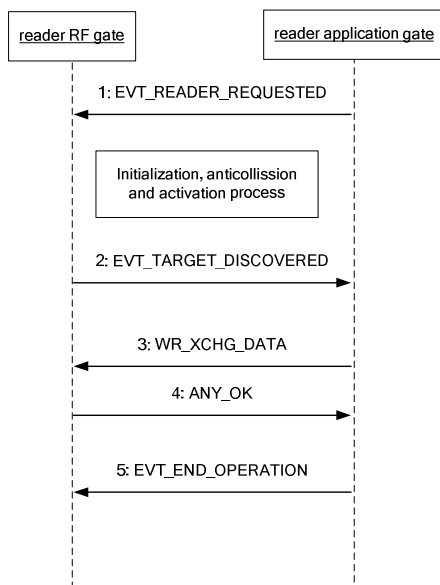 reader RF gate
reader application gate
1: EVT_READER_REQUESTED
Initialization, anticollission
and activation process
2: EVT_TARGET_DISCOVERED
3: WR_XCHG_DATA
4: ANY_OK
5: EVT_END_OPERATION